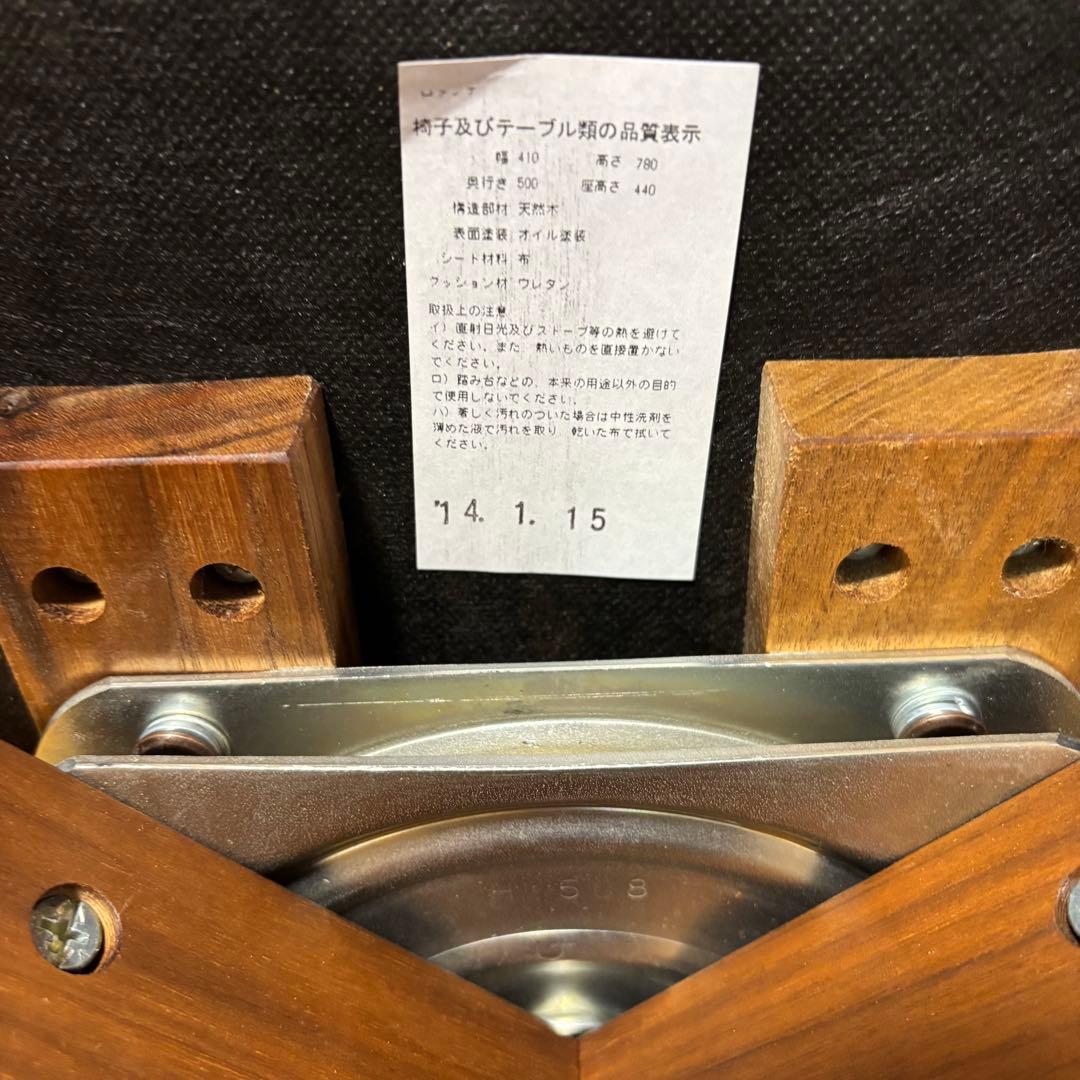 椅子及びテーブル類の品質表示
幅 410 高さ 780
奥行き 500 座高さ 440
構造部材 天然木
表面塗装 オイル塗装
シート材料 布
クッション材 ウレタン
取扱上の注意
イ) 直射日光及びストーブ等の熱を避けて
ください。また、熱いものを直接置かない
でください。
ロ) 踏み台などの、本来の用途以外の目的
で使用しないでください。
ハ) 著しく汚れのついた場合は中性洗剤を
薄めた液で汚れを取り、乾いた布で拭いて
ください。
'14. 1. 15